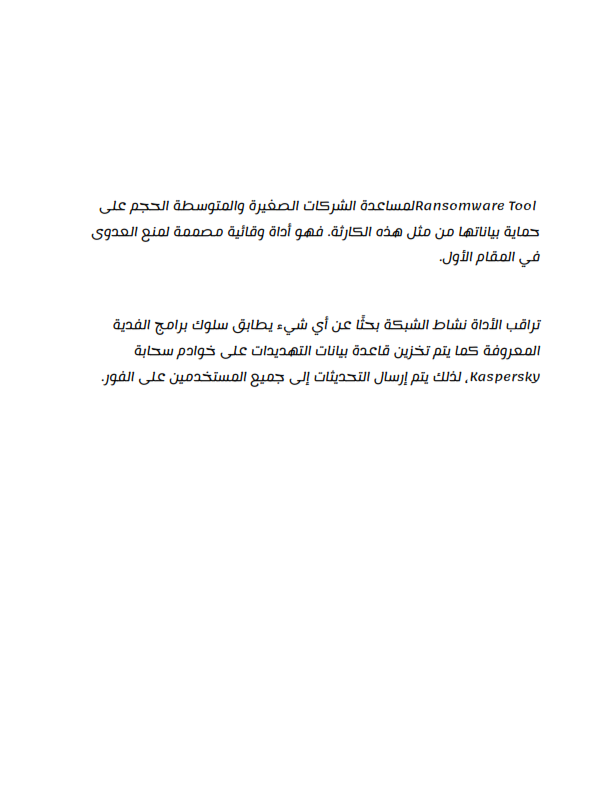 Ransomware Tool لمساعدة الشركات الصغيرة والمتوسطة الحجم على
حماية بياناتها من مثل هذه الكارثة. فهو أداة وقائية مصممة لمنع العدوى
في المقام الأول.
تراقب الأداة نشاط الشبكة بحثًا عن أي شيء يطابق سلوك برامج الفدية
المعروفة كما يتم تخزين قاعدة بيانات التهديدات على خوادم سحابة
Kaspersky، لذلك يتم إرسال التحديثات إلى جميع المستخدمين على الفور.